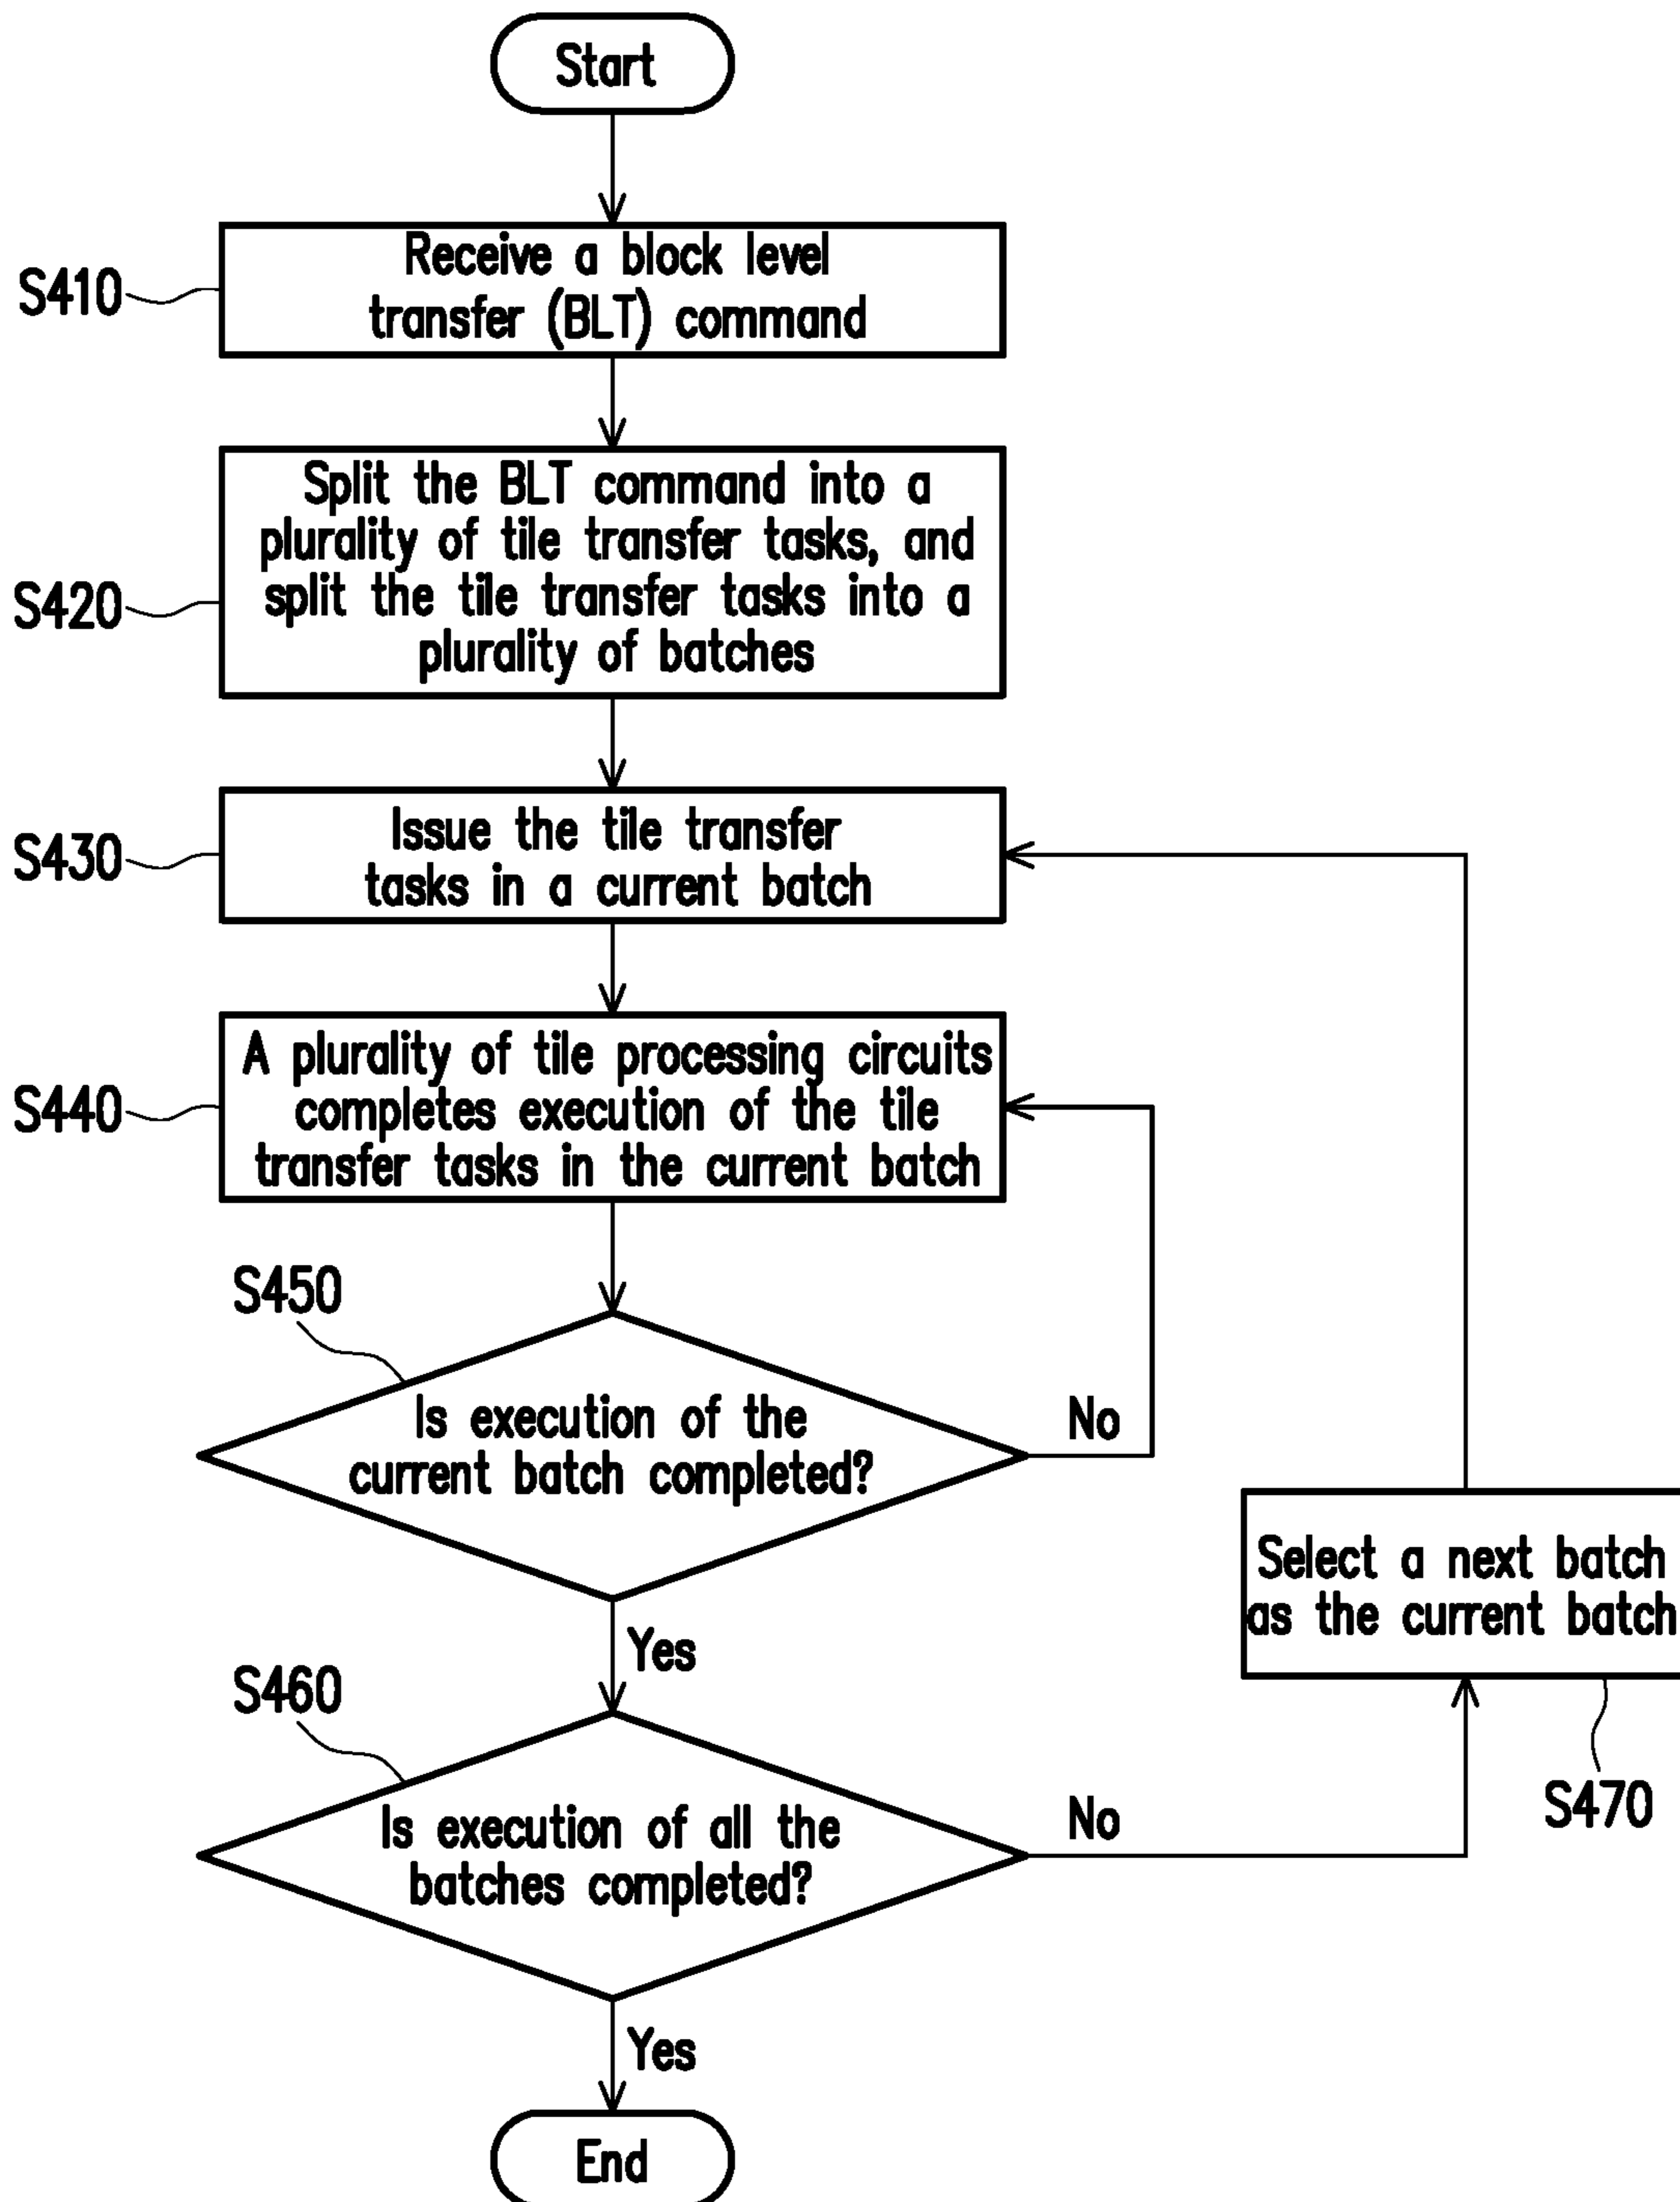 Start
S410
Receive a block level
transfer (BLT) command
S420
Split the BLT command into a
plurality of tile transfer tasks, and
split the tile transfer tasks into a
plurality of batches
S430
Issue the tile transfer
tasks in a current batch
S440
A plurality of tile processing circuits
completes execution of the tile
transfer tasks in the current batch
S450
Is execution of the
current batch completed?
No
Yes
S460
Is execution of all the
batches completed?
No
Select a next batch
as the current batch
S470
Yes
End